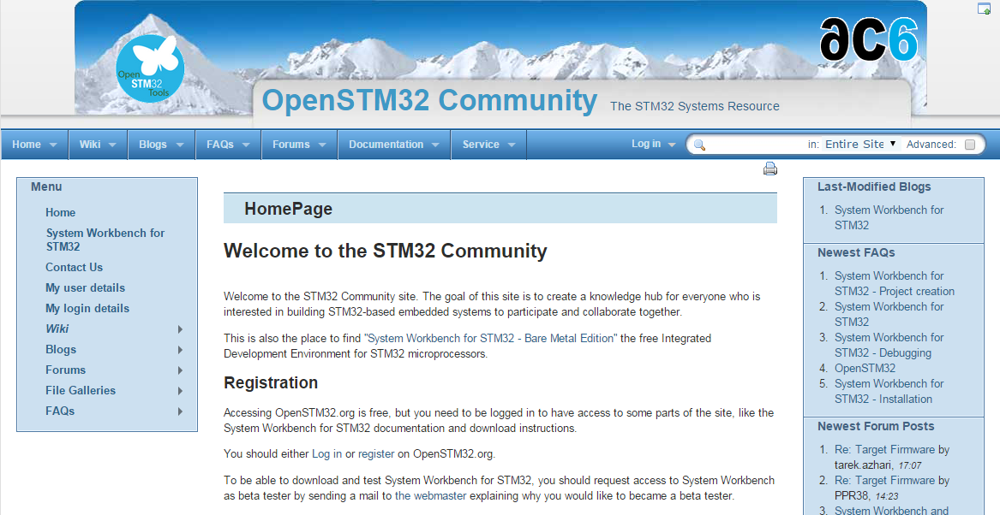 Open
STM32
Tools
ac6
OpenSTM32 Community The STM32 Systems Resource
Home Wiki Blogs FAQs Forums Documentation Service Log in in: Entire Site Advanced:
Menu
Home
System Workbench for
STM32
Contact Us
My user details
My login details
Wiki
Blogs
Forums
File Galleries
FAQs
HomePage
Welcome to the STM32 Community
Welcome to the STM32 Community site. The goal of this site is to create a knowledge hub for everyone who is
interested in building STM32-based embedded systems to participate and collaborate together.
This is also the place to find "System Workbench for STM32 - Bare Metal Edition" the free Integrated
Development Environment for STM32 microprocessors.
Registration
Accessing OpenSTM32.org is free, but you need to be logged in to have access to some parts of the site, like the
System Workbench for STM32 documentation and download instructions.
You should either Log in or register on OpenSTM32.org.
To be able to download and test System Workbench for STM32, you should request access to System Workbench
as beta tester by sending a mail to the webmaster explaining why you would like to became a beta tester.
Last-Modified Blogs
1. System Workbench for
STM32
Newest FAQs
1. System Workbench for
STM32 - Project creation
2. System Workbench for
STM32
3. System Workbench for
STM32 - Debugging
4. OpenSTM32
5. System Workbench for
STM32 - Installation
Newest Forum Posts
1. Re: Target Firmware by
tarek.azhari, 17:07
2. Re: Target Firmware by
PPR38, 14:23
3. System Workbench and